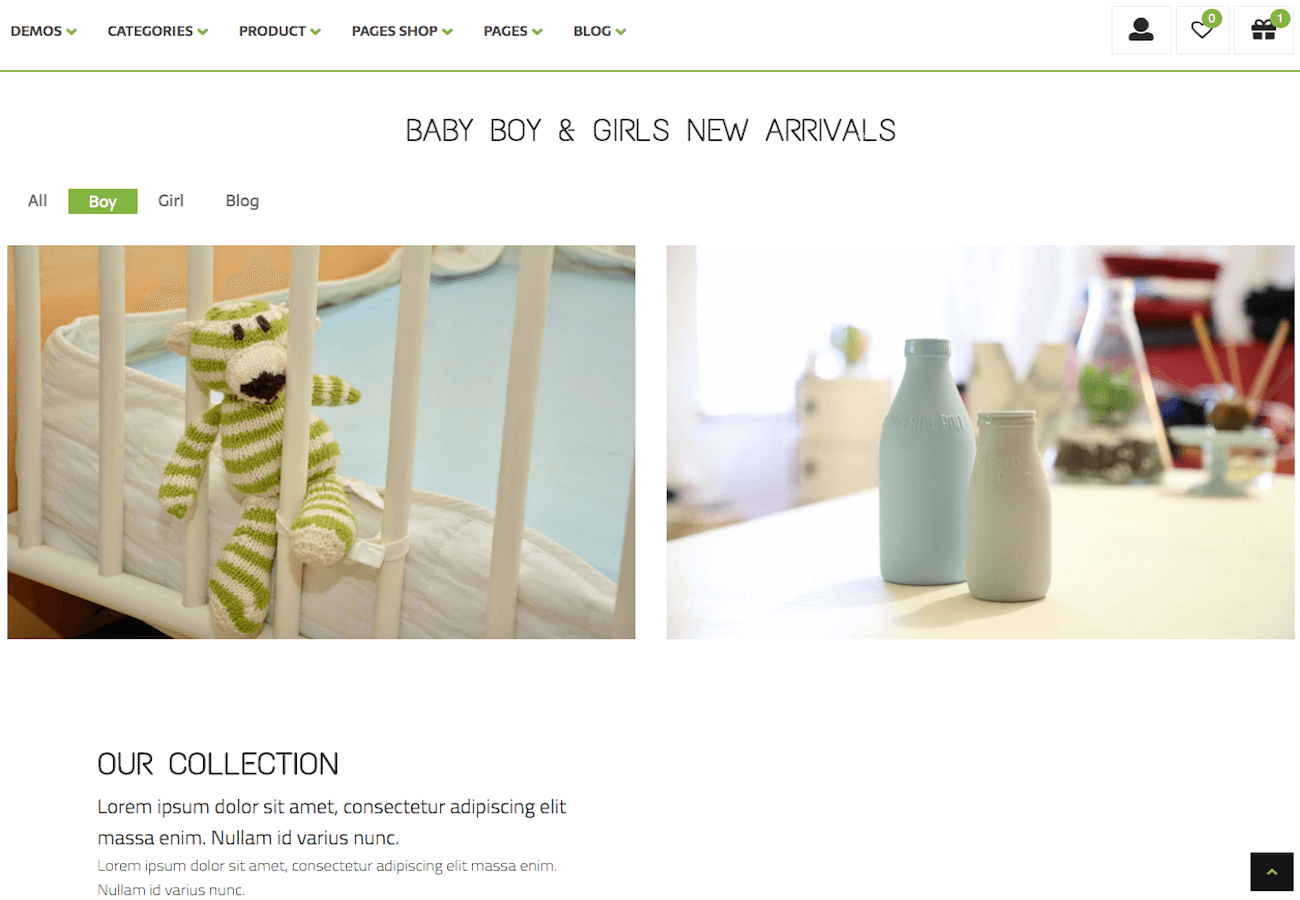 DEMOS CATEGORIES PRODUCT PAGES SHOP PAGES BLOG 0 1
BABY BOY & GIRLS NEW ARRIVALS
All Boy Girl Blog
OUR COLLECTION
Lorem ipsum dolor sit amet, consectetur adipiscing elit
massa enim. Nullam id varius nunc.
Lorem ipsum dolor sit amet, consectetur adipiscing elit massa enim.
Nullam id varius nunc.